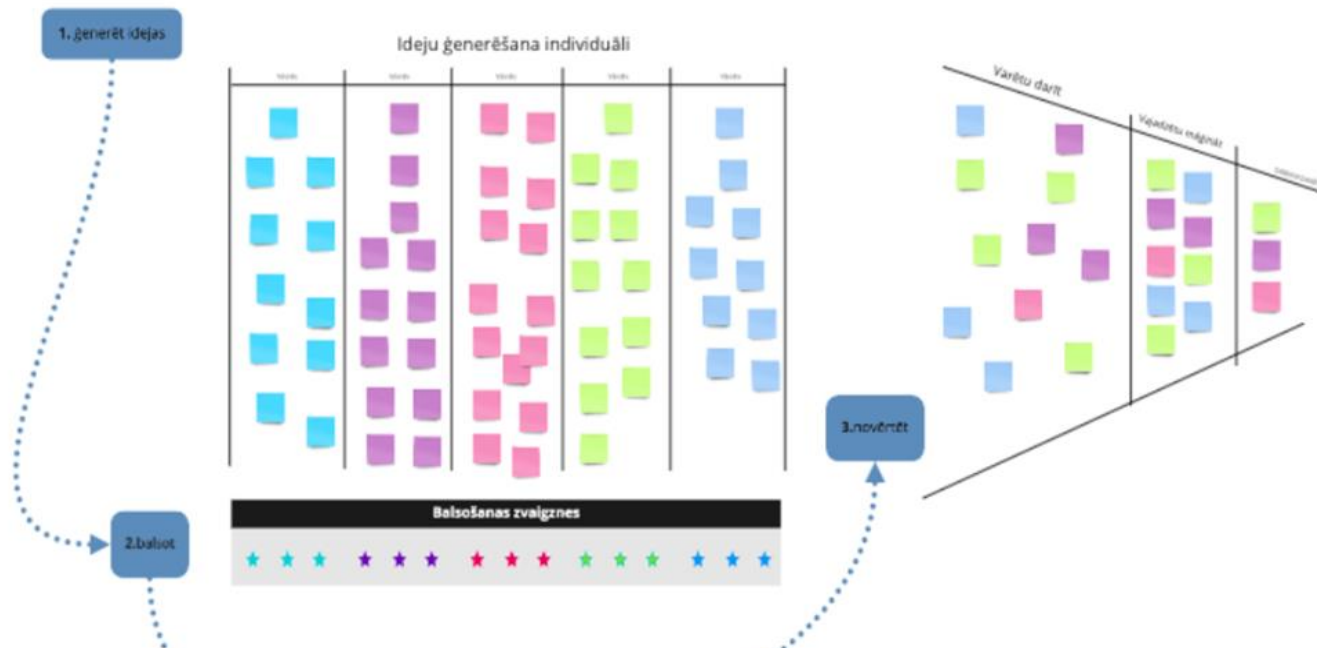 1. ģenerēt idejas
Ideju ģenerēšana individuāli
Varētu darīt
Vajadzētu mēģināt
3.novērtēt
Balsošanas zvaigznes
2.balsot